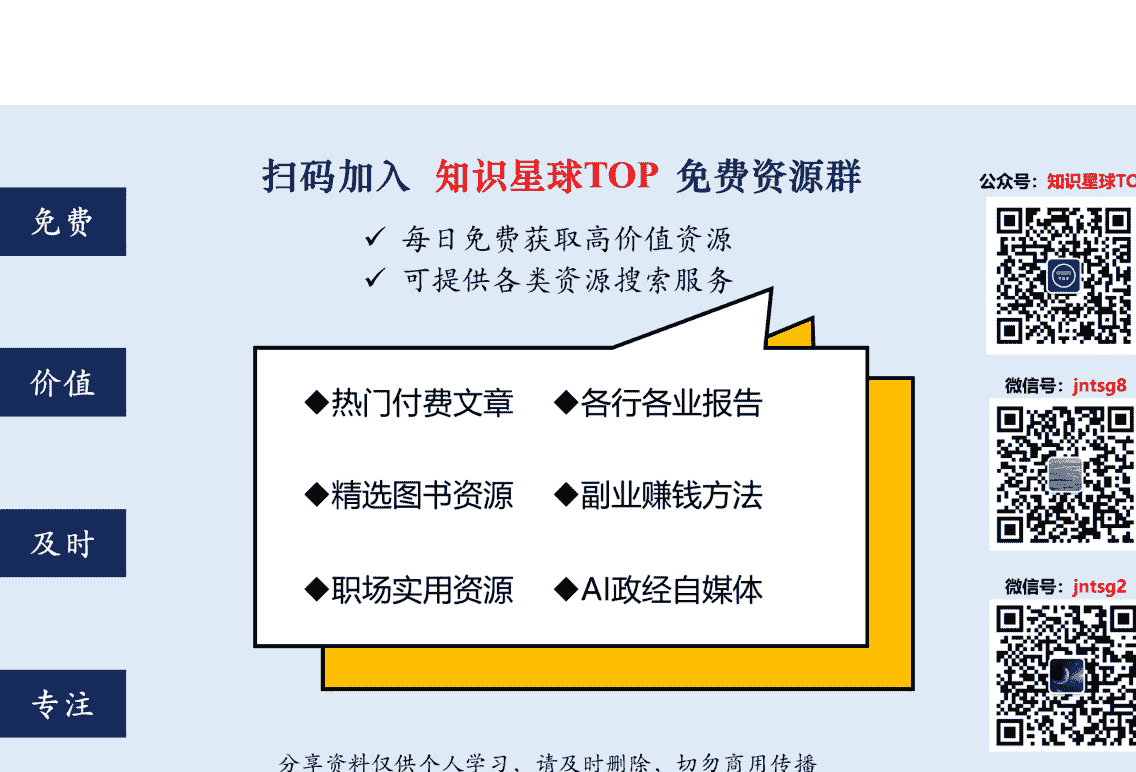 扫码加入 知识星球TOP 免费资源群
✓ 每日免费获取高价值资源
✓ 可提供各类资源搜索服务
免费
价值
及时
专注
◆热门付费文章 ◆各行各业报告
◆精选图书资源 ◆副业赚钱方法
◆职场实用资源 ◆AI政经自媒体
公众号：知识星球TO
微信号：jntsg8
微信号：jntsg2
分享资料仅供个人学习，请及时删除，切勿商用传播